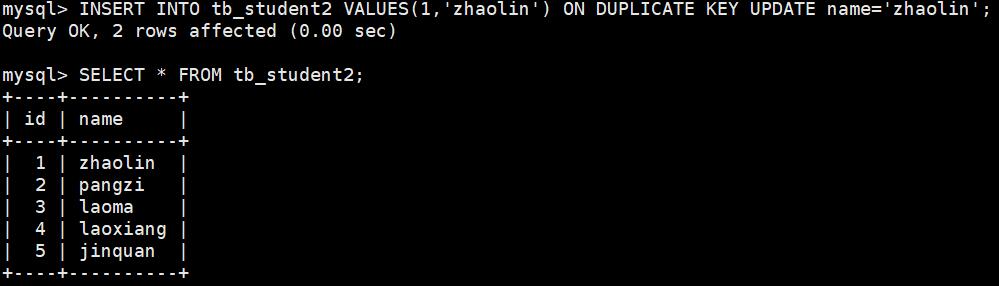 mysql> INSERT INTO tb_student2 VALUES(1,'zhaolin') ON DUPLICATE KEY UPDATE name='zhaolin';
Query OK, 2 rows affected (0.00 sec)

mysql> SELECT * FROM tb_student2;
+----+----------+
| id | name     |
+----+----------+
|  1 | zhaolin  |
|  2 | pangzi   |
|  3 | laoma    |
|  4 | laoxiang |
|  5 | jinquan  |
+----+----------+